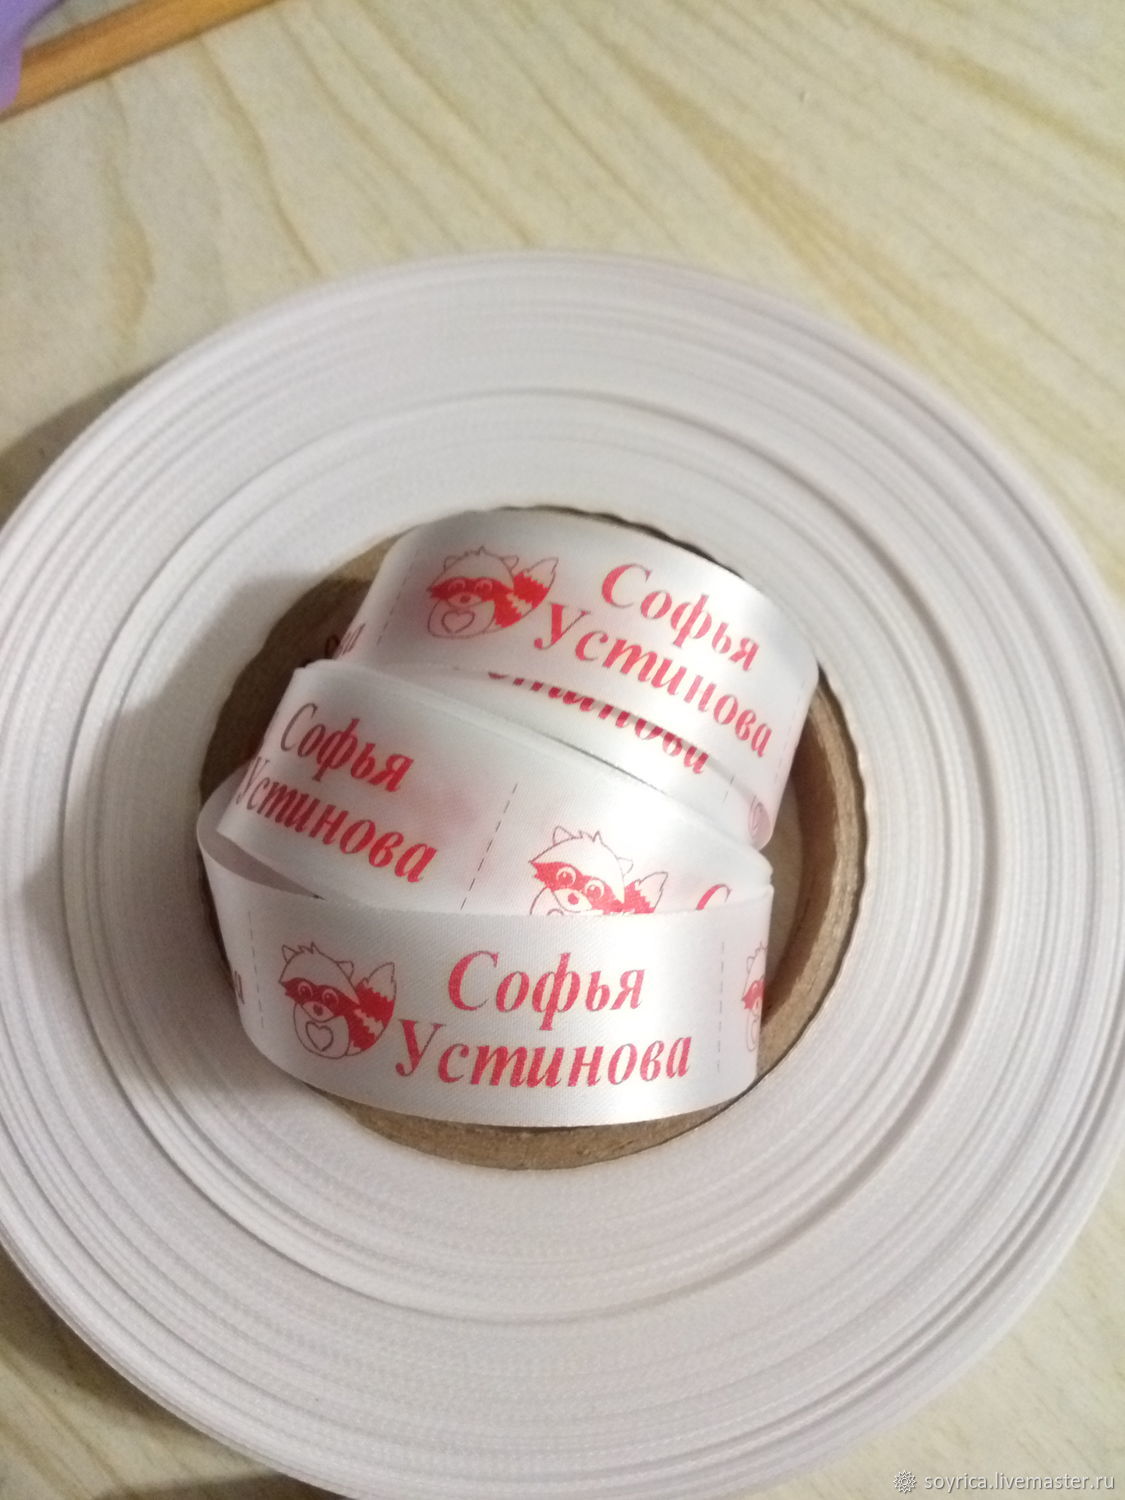 Софья
Устинова
Софья
Устинова
Софья
Устинова
soyrica.livemaster.ru